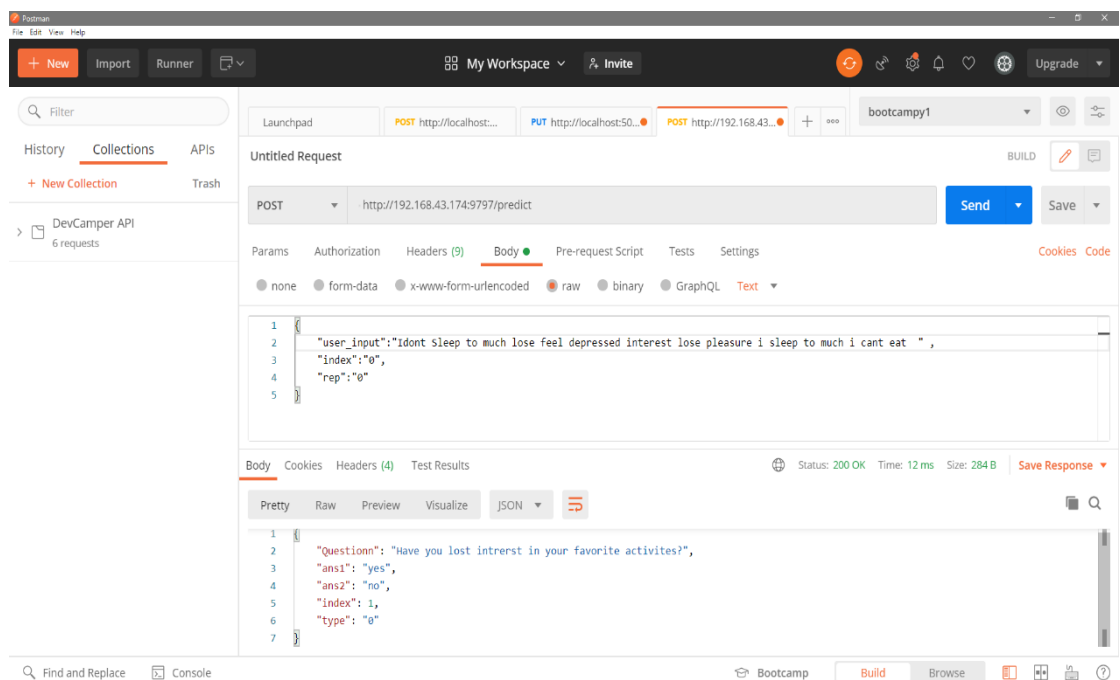 Postman
File Edit View Help
+ New Import Runner My Workspace Invite Upgrade
Filter
History Collections APIs
+ New Collection Trash
DevCamper API
6 requests
Launchpad POST http://localhost:... PUT http://localhost:50... POST http://192.168.43... + ooo bootcampy1
Untitled Request BUILD
POST http://192.168.43.174:9797/predict Send Save
Params Authorization Headers (9) Body Pre-request Script Tests Settings Cookies Code
none form-data x-www-form-urlencoded raw binary GraphQL Text
1 {
2 "user_input":"Idont Sleep to much lose feel depressed interest lose pleasure i sleep to much i cant eat " ,
3 "index":"0",
4 "rep":"0"
5 }
Body Cookies Headers (4) Test Results Status: 200 OK Time: 12 ms Size: 284 B Save Response
Pretty Raw Preview Visualize JSON
1 {
2 "Questionn": "Have you lost intrerst in your favorite activites?",
3 "ans1": "yes",
4 "ans2": "no",
5 "index": 1,
6 "type": "0"
7 }
Find and Replace Console Bootcamp Build Browse